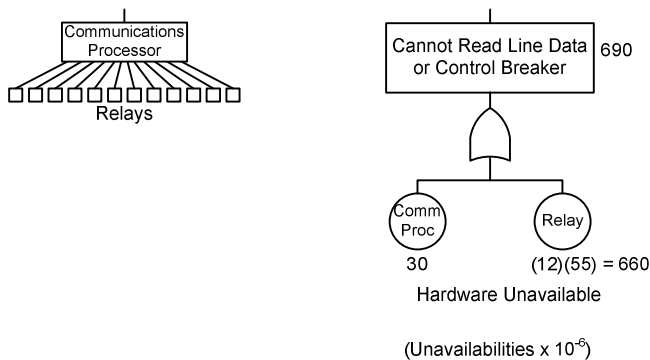 Communications
Processor
Relays
Cannot Read Line Data
or Control Breaker
690
Comm
Proc
Relay
30
(12)(55) = 660
Hardware Unavailable
(Unavailabilities x 10⁻⁶)